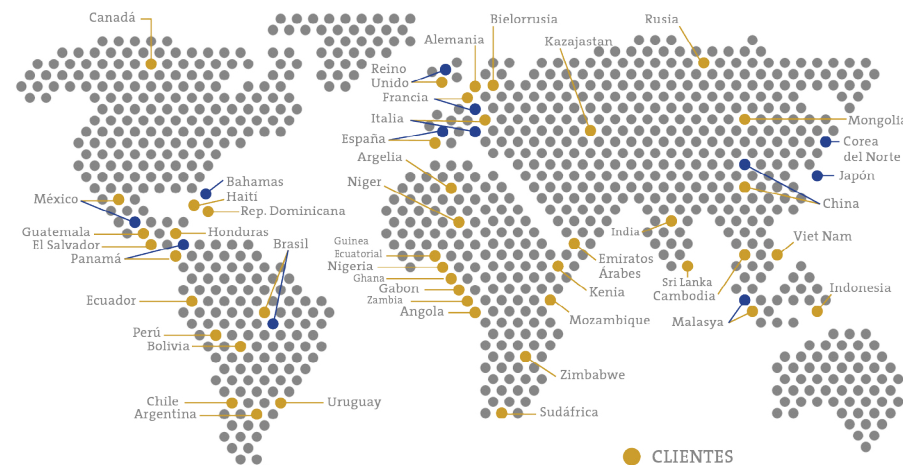 Canadá
Bielorrusia
Rusia
Alemania
Kazajastan
Reino
Unido
Francia
Italia
España
Mongolia
Corea
del Norte
Japón
China
Argelia
Niger
Bahamas
Haití
Rep. Dominicana
México
Guatemala
Honduras
El Salvador
Panamá
Brasil
Guinea
Ecuatorial
Nigería
Ghana
Gabon
Zambia
Angola
India
Emiratos
Árabes
Viet Nam
Sri Lanka
Cambodia
Indonesia
Kenia
Malasya
Mozambique
Ecuador
Perú
Bolivia
Zimbabwe
Chile
Argentina
Uruguay
Sudáfrica
CLIENTES